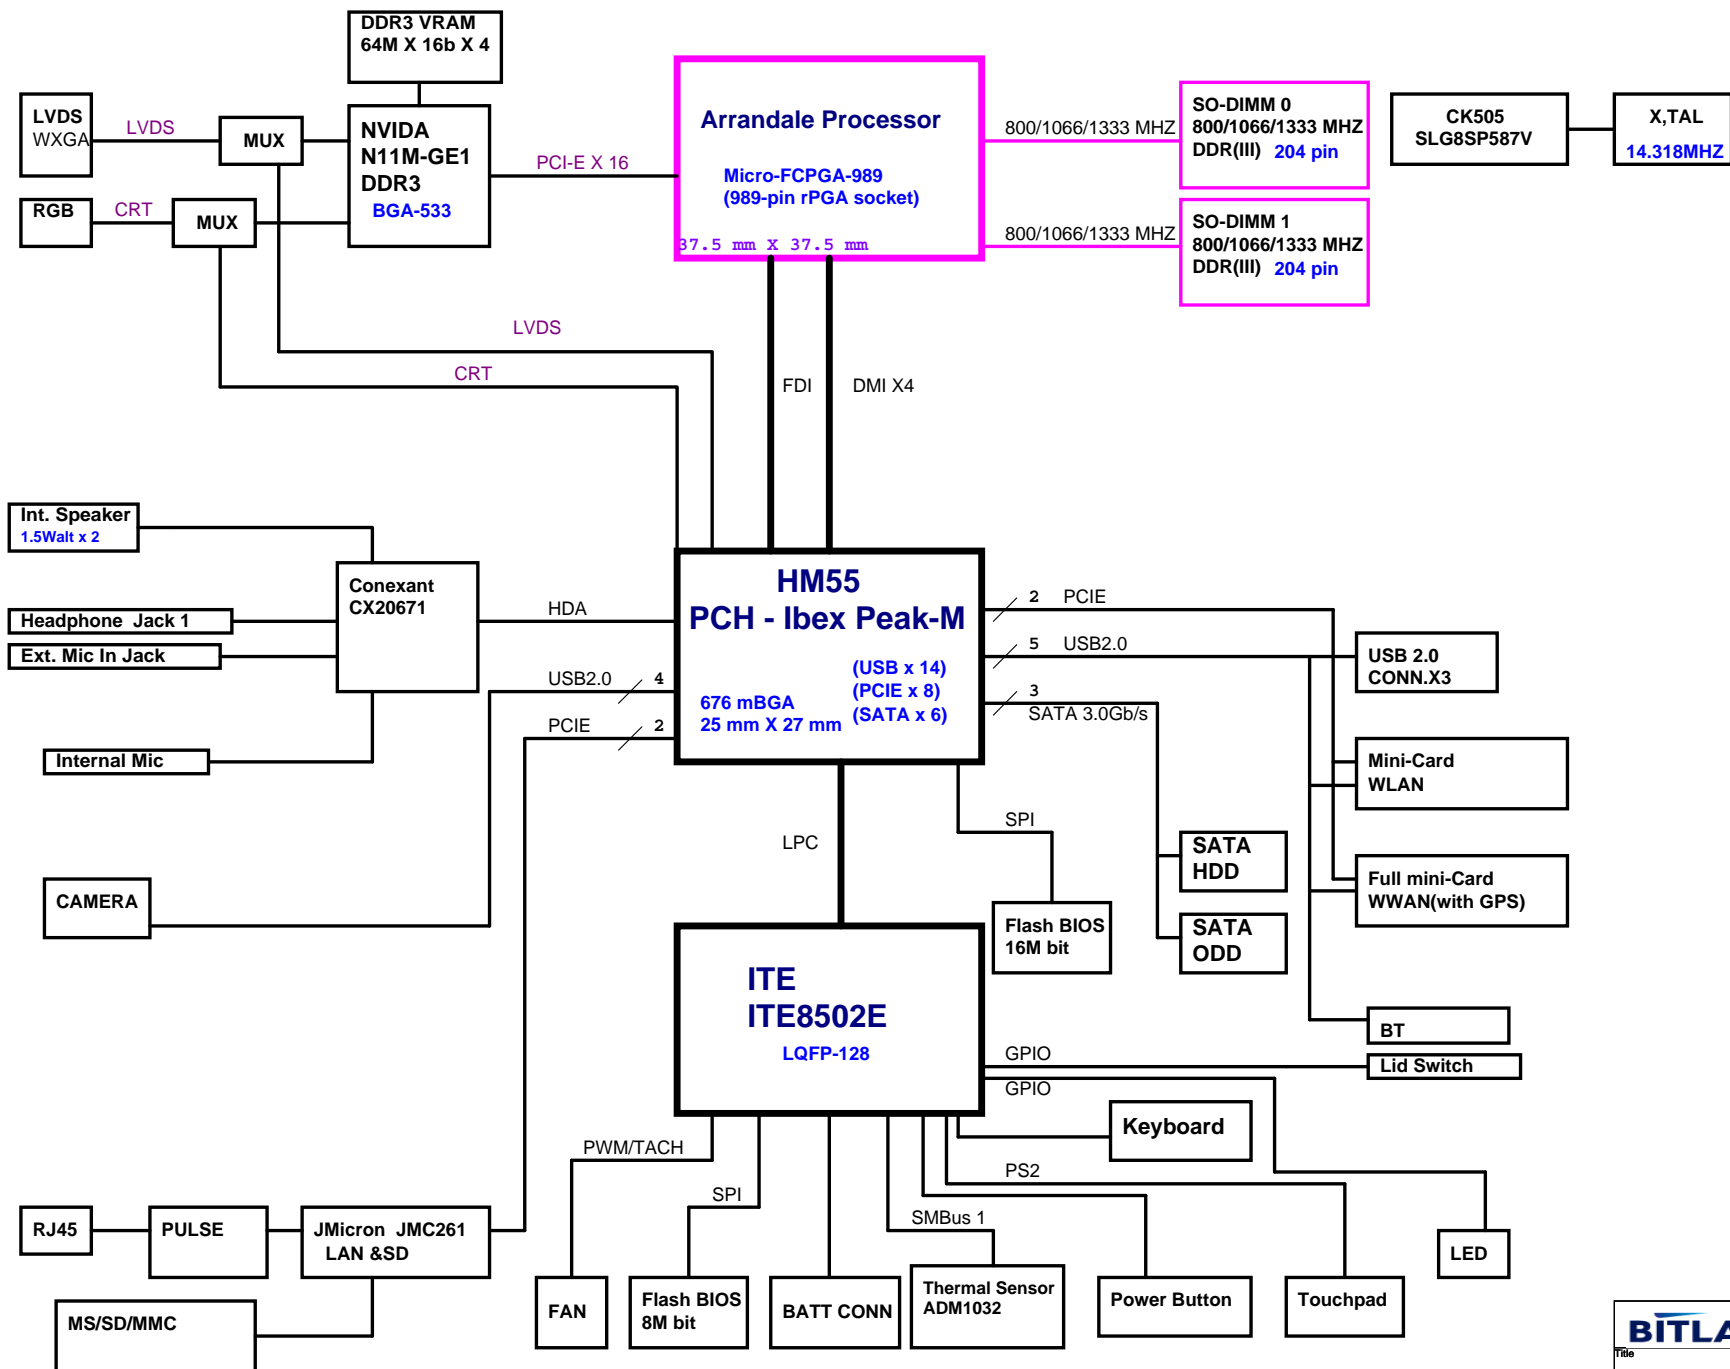 DDR3 VRAM
64M X 16b X 4
LVDS
WXGA
LVDS
MUX
NVIDA
N11M-GE1
DDR3
BGA-533
PCI-E X 16
RGB
CRT
MUX
Arrandale Processor
Micro-FCPGA-989
(989-pin rPGA socket)
37.5 mm X 37.5 mm
800/1066/1333 MHZ
SO-DIMM 0
800/1066/1333 MHZ
DDR(III) 204 pin
800/1066/1333 MHZ
SO-DIMM 1
800/1066/1333 MHZ
DDR(III) 204 pin
CK505
SLG8SP587V
X,TAL
14.318MHZ
LVDS
CRT
FDI
DMI X4
Int. Speaker
1.5Walt x 2
Conexant
CX20671
Headphone Jack 1
Ext. Mic In Jack
Internal Mic
HDA
USB2.0
4
PCIE
2
HM55
PCH - Ibex Peak-M
(USB x 14)
(PCIE x 8)
(SATA x 6)
676 mBGA
25 mm X 27 mm
2 PCIE
5 USB2.0
3
SATA 3.0Gb/s
USB 2.0
CONN.X3
Mini-Card
WLAN
Full mini-Card
WWAN(with GPS)
SATA
HDD
SATA
ODD
SPI
Flash BIOS
16M bit
LPC
CAMERA
ITE
ITE8502E
LQFP-128
BT
GPIO
Lid Switch
GPIO
Keyboard
PWM/TACH
SPI
SMBus 1
PS2
RJ45
PULSE
JMicron JMC261
LAN &SD
MS/SD/MMC
FAN
Flash BIOS
8M bit
BATT CONN
Thermal Sensor
ADM1032
Power Button
Touchpad
LED
BITLA
Title